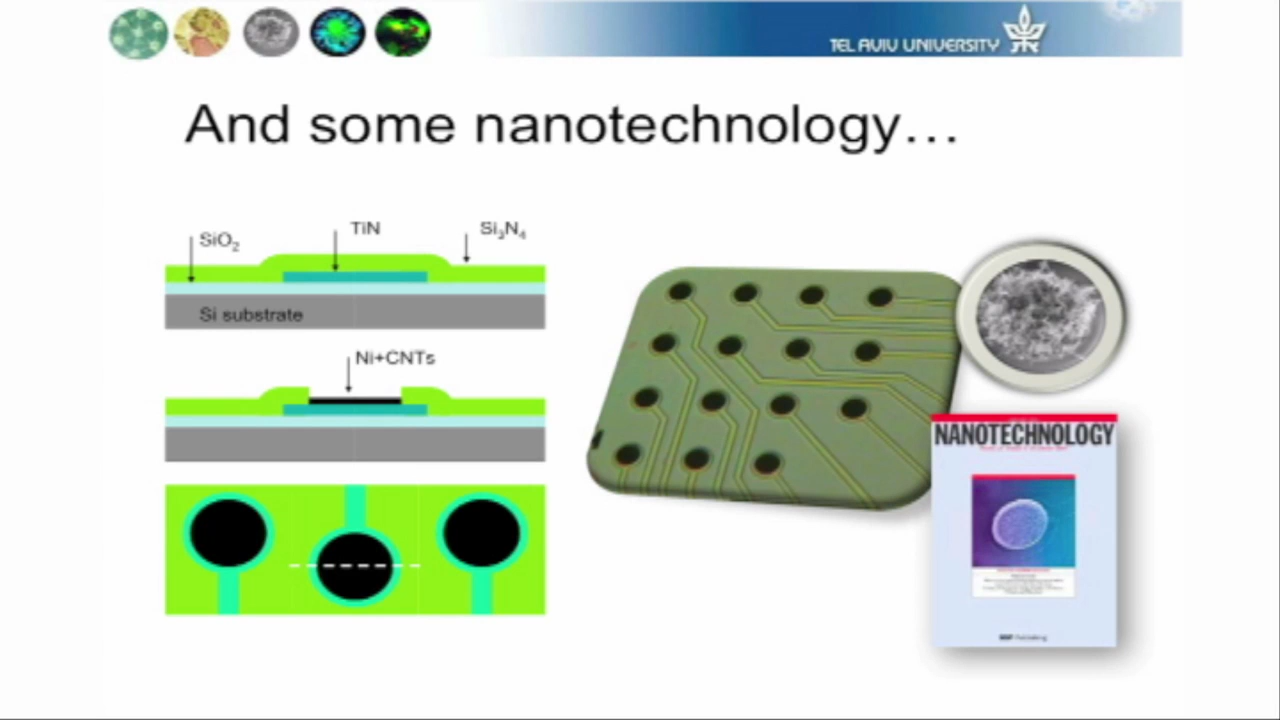 TEL AVIV UNIVERSITY
And some nanotechnology...
SiO2
TiN
Si3N4
Si substrate
Ni+CNTs
NANOTECHNOLOGY